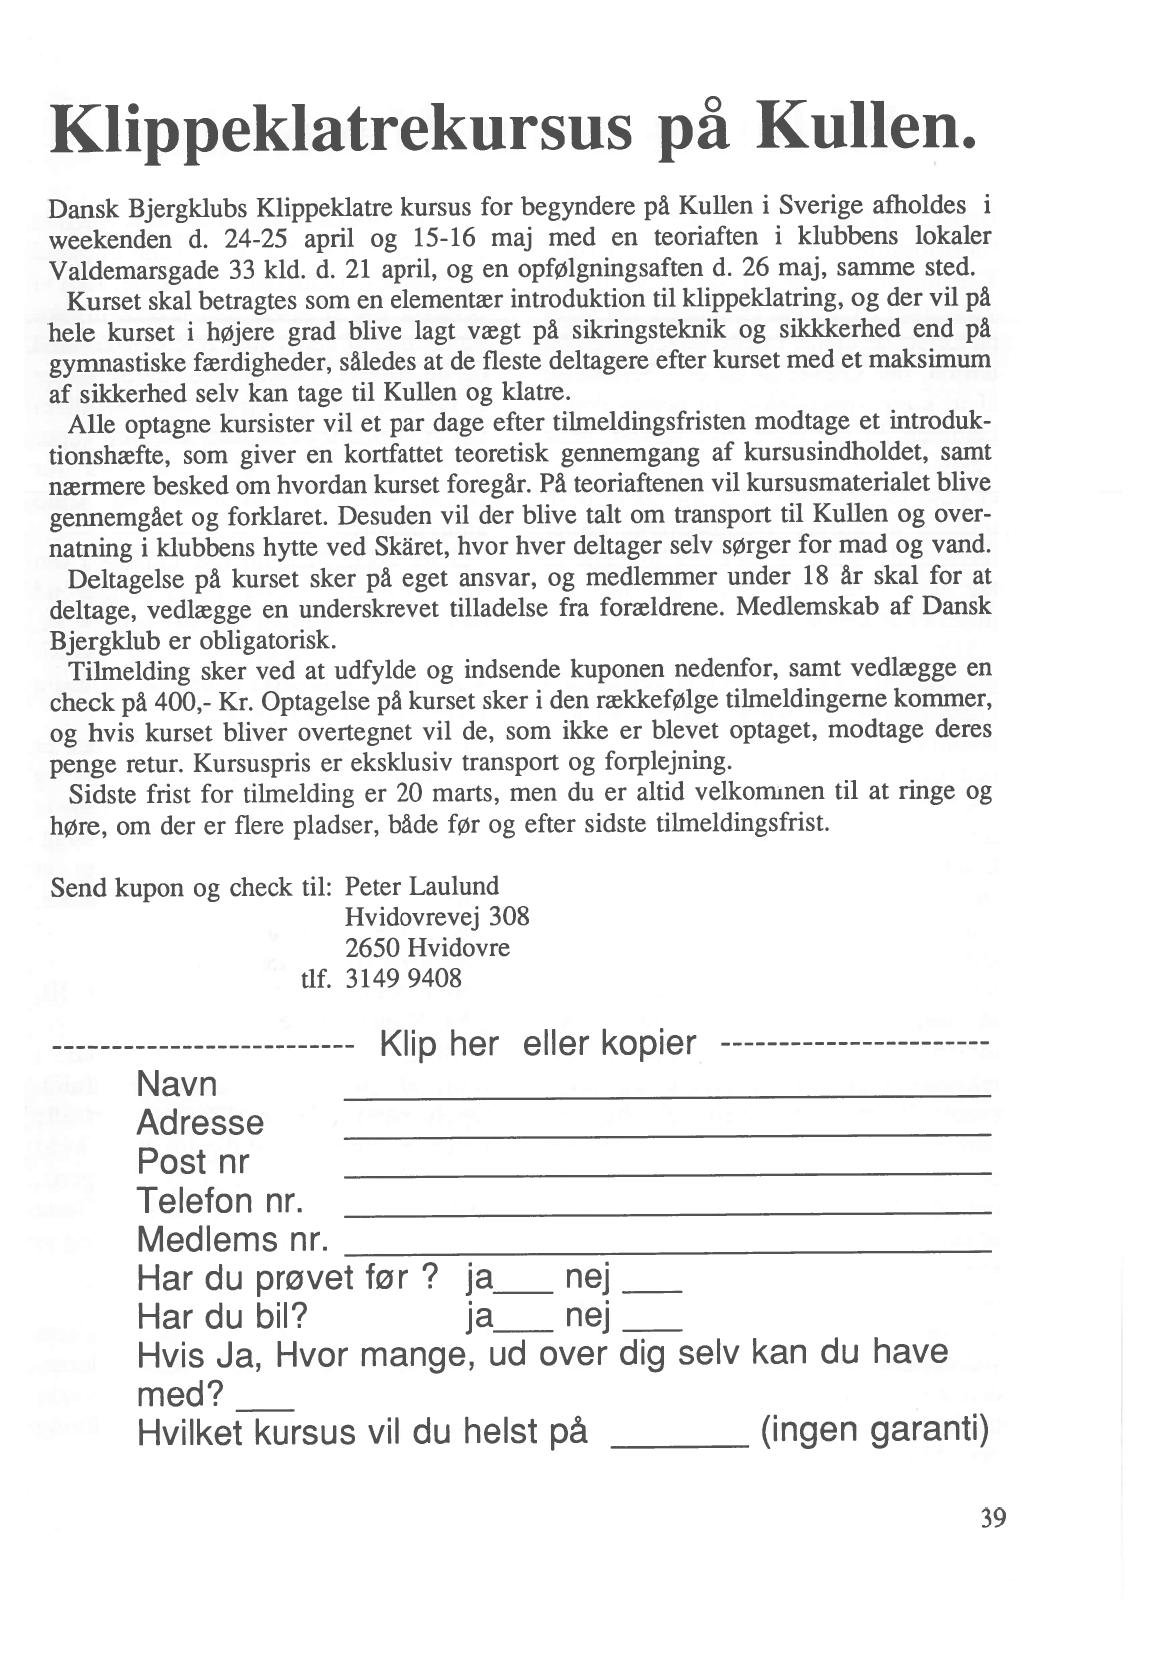 Klippeklatrekursus på Kullen.
Dansk Bjergklubs Klippeklatre kursus for begyndere på Kullen i Sverige afholdes i
weekenden d. 24-25 april og 15-16 maj med en teoriaften i klubbens lokaler
Valdemarsgade 33 kld. d. 21 april, og en opfølgningsaften d. 26 maj, samme sted.
Kurset skal betragtes som en elementær introduktion til klippeklatring, og der vil på
hele kurset i højere grad blive lagt vægt på sikringsteknik og sikkkerhed end på
gymnastiske færdigheder, således at de fleste deltagere efter kurset med et maksimum
af sikkerhed selv kan tage til Kullen og klatre.
Alle optagne kursister vil et par dage efter tilmeldingsfristen modtage et introduk-
tionshæfte, som giver en kortfattet teoretisk gennemgang af kursusindholdet, samt
nærmere besked om hvordan kurset foregår. På teoriaftenen vil kursusmaterialet blive
gennemgået og forklaret. Desuden vil der blive talt om transport til Kullen og over-
natning i klubbens hytte ved Skäret, hvor hver deltager selv sørger for mad og vand.
Deltagelse på kurset sker på eget ansvar, og medlemmer under 18 år skal for at
deltage, vedlægge en underskrevet tilladelse fra forældrene. Medlemskab af Dansk
Bjergklub er obligatorisk.
Tilmelding sker ved at udfylde og indsende kuponen nedenfor, samt vedlægge en
check på 400,- Kr. Optagelse på kurset sker i den rækkefølge tilmeldingerne kommer,
og hvis kurset bliver overtegnet vil de, som ikke er blevet optaget, modtage deres
penge retur. Kursuspris er eksklusiv transport og forplejning.
Sidste frist for tilmelding er 20 marts, men du er altid velkommen til at ringe og
høre, om der er flere pladser, både før og efter sidste tilmeldingsfrist.
Send kupon og check til: Peter Laulund
Hvidovrevej 308
2650 Hvidovre
tlf. 3149 9408
-------------------------- Klip her eller kopier -----------------------
Navn ____________________
Adresse ____________________
Post nr ____________________
Telefon nr. ____________________
Medlems nr. ____________________
Har du prøvet før ? ja___ nej ___
Har du bil? ja___ nej ___
Hvis Ja, Hvor mange, ud over dig selv kan du have
med? ___
Hvilket kursus vil du helst på _______ (ingen garanti)
39